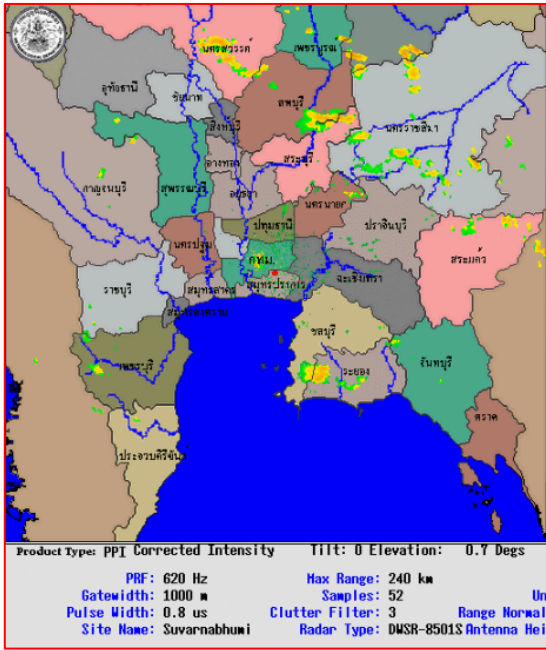 นครสวรรค์
เพชรบูรณ์
อุทัยธานี
ชัยนาท
ลพบุรี
สิงห์บุรี
นครราชสีมา
อ่างทอง
สระบุรี
กาญจนบุรี
สุพรรณบุรี
อยุธยา
นครนายก
ปทุมธานี
ปราจีนบุรี
นครปฐม
สระแก้ว
กทม.
ราชบุรี
สมุทรสาคร
สมุทรปราการ
ฉะเชิงเทรา
สมุทรสงคราม
ชลบุรี
เพชรบุรี
ระยอง
จันทบุรี
ตราด
ประจวบคิรีขัน
Product Type: PPI Corrected Intensity Tilt: 0 Elevation: 0.7 Degs
PRF: 620 Hz Max Range: 240 km
Gatewidth: 1000 m Samples: 52 Un
Pulse Width: 0.8 us Clutter Filter: 3 Range Normal
Site Name: Suvarnabhumi Radar Type: DWSR-8501S Antenna Hei